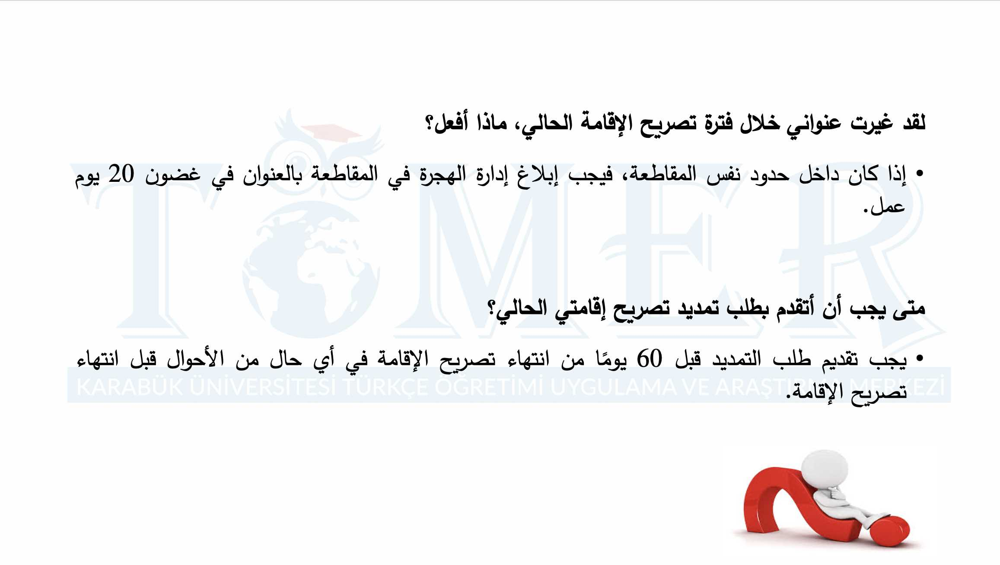 لقد غيرت عنواني خلال فترة تصريح الإقامة الحالي، ماذا أفعل؟
• إذا كان داخل حدود نفس المقاطعة، فيجب إبلاغ إدارة الهجرة في المقاطعة بالعنوان في غضون 20 يوم
عمل.
TÖMER
متى يجب أن أتقدم بطلب تمديد تصريح إقامتي الحالي؟
• يجب تقديم طلب التمديد قبل 60 يومًا من انتهاء تصريح الإقامة في أي حال من الأحوال قبل انتهاء
تصريح الإقامة.
KARABÜK ÜNİVERSİTESİ TÜRKÇE ÖĞRETİMİ UYGULAMA VE ARAŞTIRMA MERKEZİ